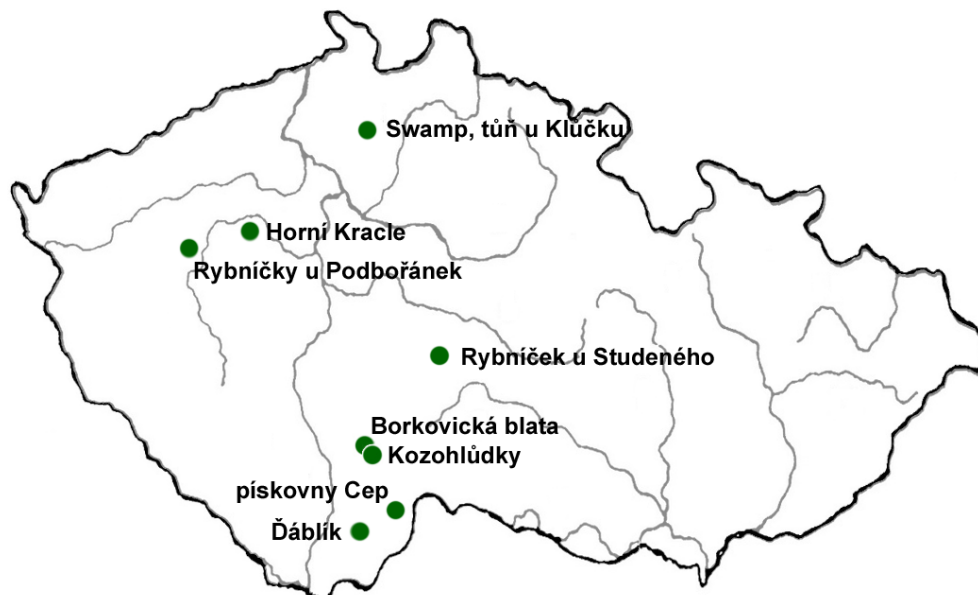 Swamp, tůň u Klůčku
Horní Kracle
Rybníčky u Podbořánek
Rybníček u Studeného
Borkovická blata
Kozohlůdky
pískovny Cep
Ďáblík